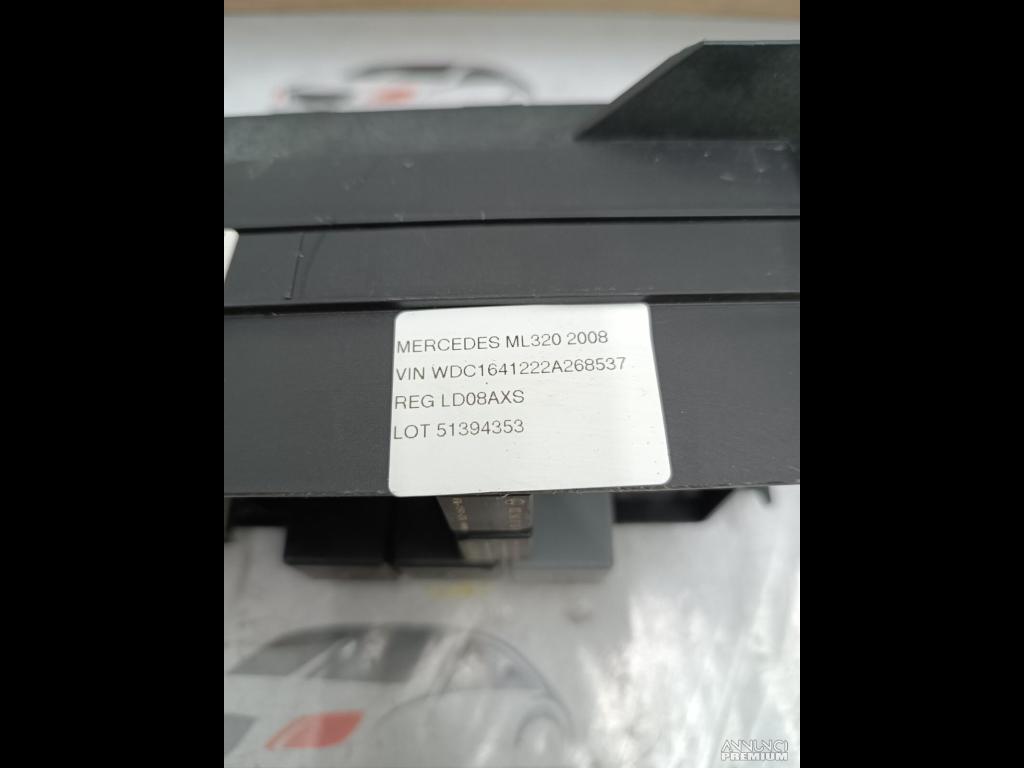 MERCEDES ML320 2008
VIN WDC1641222A268537
REG LD08AXS
LOT 51394353
ANNUNCI
PREMIUM